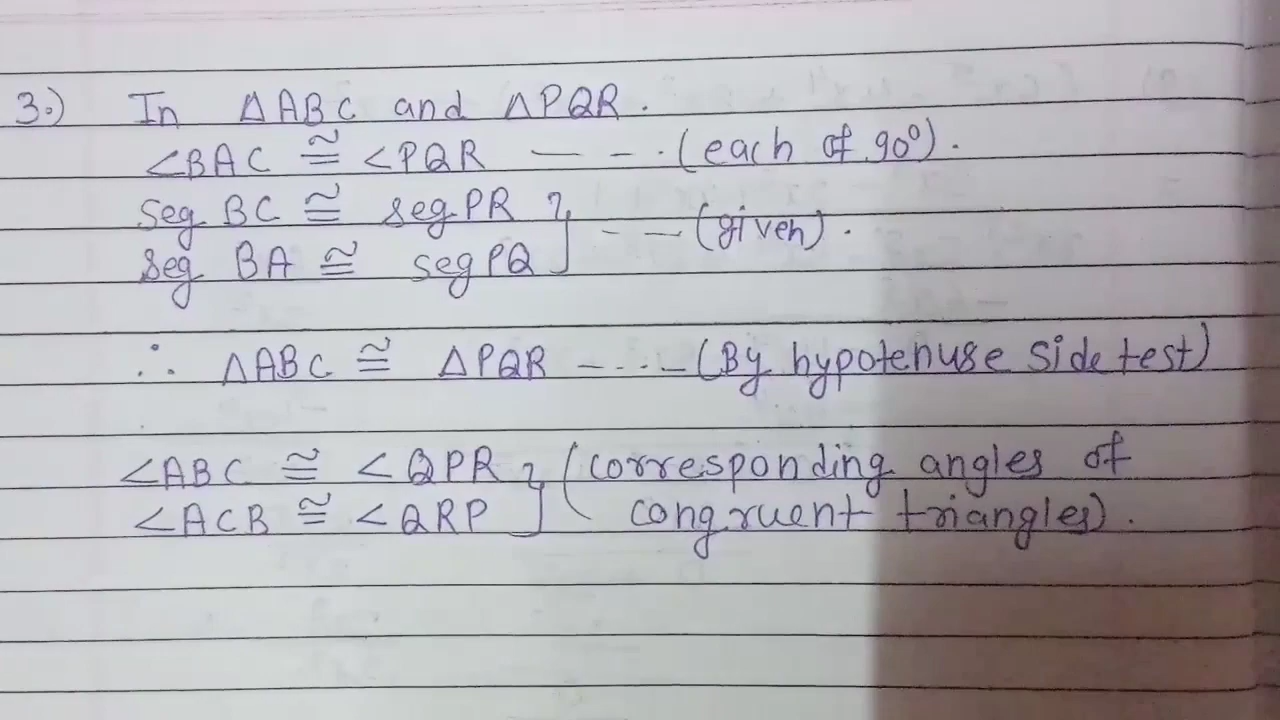 3.) In △ABC and △PQR.
∠BAC ≅ ∠PQR — - - · (each of 90°).
seg BC ≅ seg PR
seg BA ≅ seg PQ } - - — (given).
∴ △ABC ≅ △PQR - - - - (By hypotenuse side test)
∠ABC ≅ ∠QPR } (corresponding angles of
∠ACB ≅ ∠QRP congruent triangles).